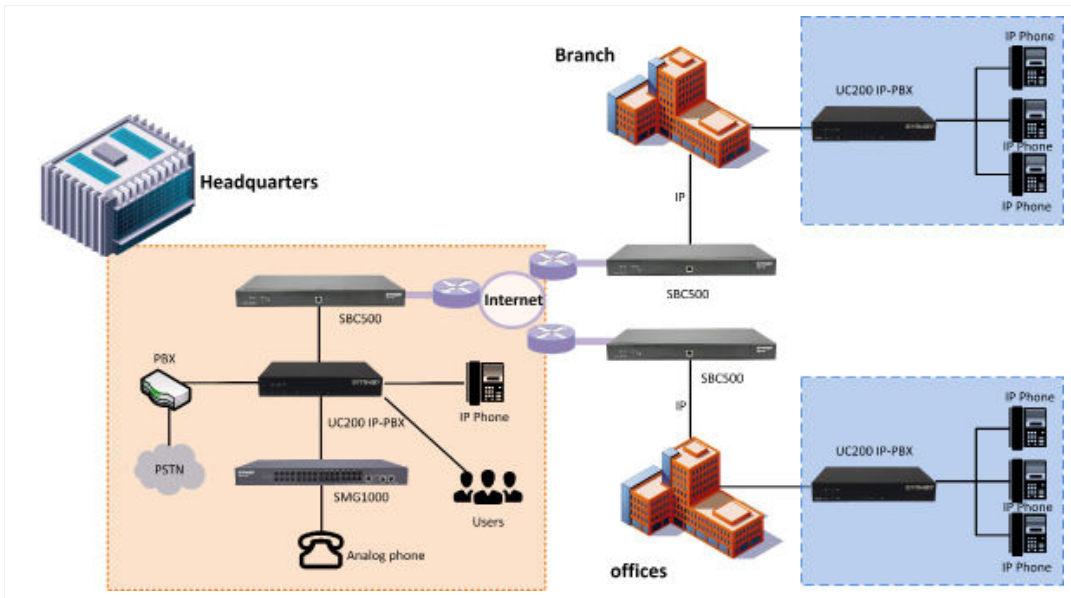 Branch
IP Phone
UC200 IP-PBX
IP Phone
IP Phone
Headquarters
IP
SBC500
Internet
SBC500
SBC500
PBX
IP Phone
UC200 IP-PBX
IP
PSTN
SMG1000
Users
Analog phone
offices
IP Phone
UC200 IP-PBX
IP Phone
IP Phone